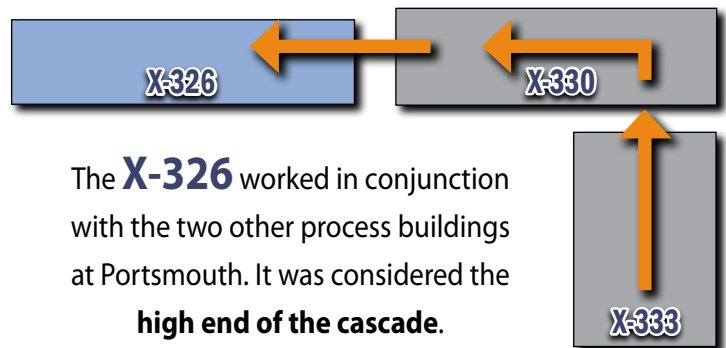 X-326
X-330
The X-326 worked in conjunction
with the two other process buildings
at Portsmouth. It was considered the
high end of the cascade.
X-333